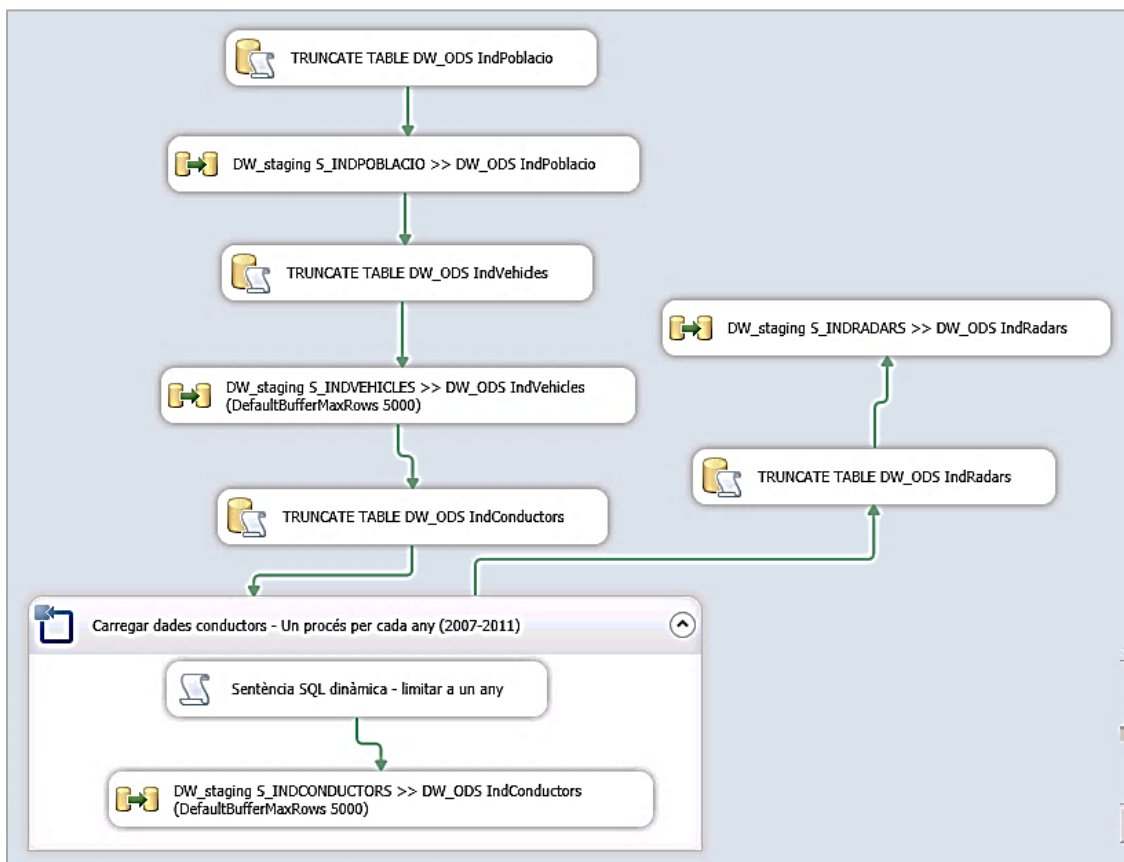 TRUNCATE TABLE DW_ODS IndPoblacio
DW_staging S_INDPOBLACIO >> DW_ODS IndPoblacio
TRUNCATE TABLE DW_ODS IndVehicles
DW_staging S_INDVEHICLES >> DW_ODS IndVehicles
(DefaultBufferMaxRows 5000)
TRUNCATE TABLE DW_ODS IndConductors
Carregar dades conductors - Un procés per cada any (2007-2011)
Sentència SQL dinàmica - limitar a un any
DW_staging S_INDCONDUCTORS >> DW_ODS IndConductors
(DefaultBufferMaxRows 5000)
TRUNCATE TABLE DW_ODS IndRadars
DW_staging S_INDRADARS >> DW_ODS IndRadars